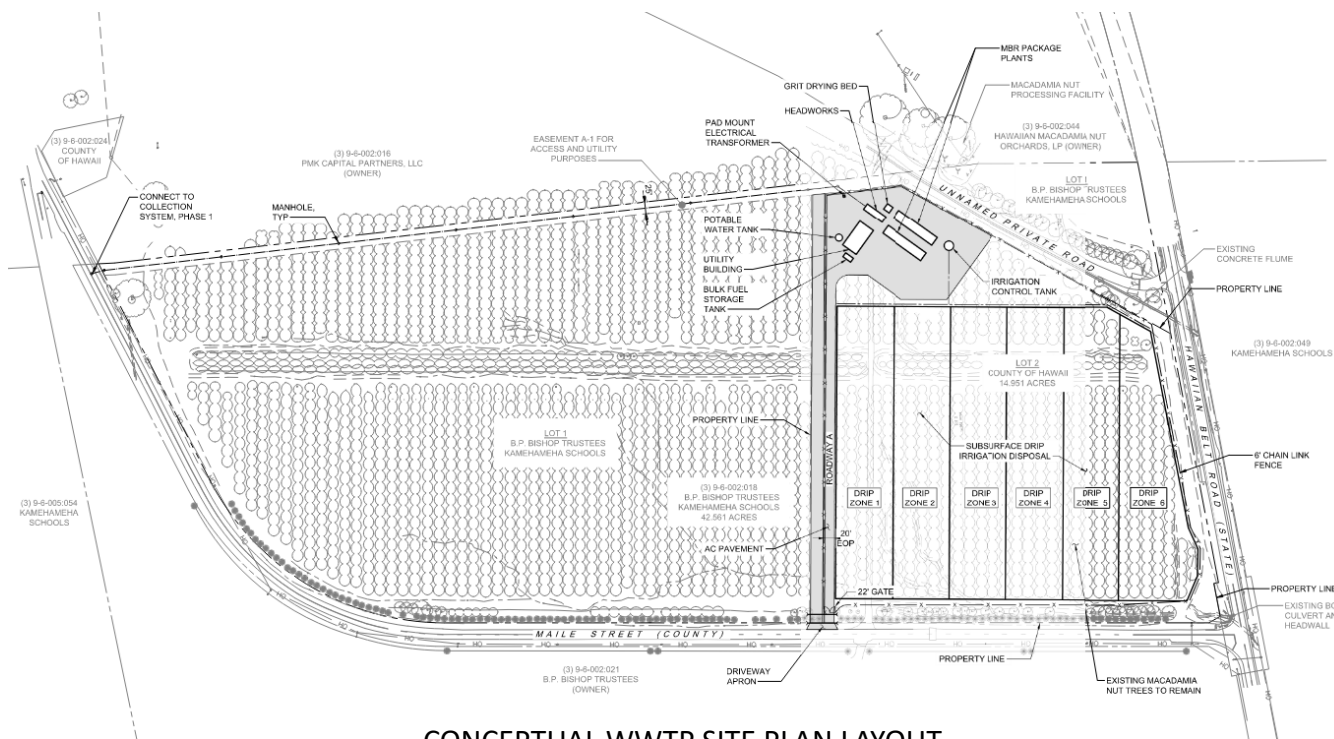 MBR PACKAGE
PLANTS
GRIT DRYING BED
MACADAMIA NUT
PROCESSING FACILITY
HEADWORKS
PAD MOUNT
ELECTRICAL
TRANSFORMER
(3) 9-6-002:044
HAWAIIAN MACADAMIA NUT
ORCHARDS, LP (OWNER)
(3) 9-6-002:024
COUNTY
OF HAWAII
(3) 9-6-002:016
PMK CAPITAL PARTNERS, LLC
(OWNER)
EASEMENT A-1 FOR
ACCESS AND UTILITY
PURPOSES
LOT I
B.P. BISHOP TRUSTEES
KAMEHAMEHA SCHOOLS
CONNECT TO
COLLECTION
SYSTEM, PHASE 1
MANHOLE,
TYP
25'
UNNAMED PRIVATE ROAD
POTABLE
WATER TANK
UTILITY
BUILDING
BULK FUEL
STORAGE
TANK
IRRIGATION
CONTROL TANK
EXISTING
CONCRETE FLUME
PROPERTY LINE
(3) 9-6-002:049
KAMEHAMEHA SCHOOLS
HAWAIIAN BELT ROAD (STATE)
LOT 2
COUNTY OF HAWAII
14.951 ACRES
PROPERTY LINE
ROADWAY A
LOT 1
B.P. BISHOP TRUSTEES
KAMEHAMEHA SCHOOLS
SUBSURFACE DRIP
IRRIGATION DISPOSAL
6' CHAIN LINK
FENCE
(3) 9-6-002:018
B.P. BISHOP TRUSTEES
KAMEHAMEHA SCHOOLS
42.561 ACRES
DRIP
ZONE 1
DRIP
ZONE 2
DRIP
ZONE 3
DRIP
ZONE 4
DRIP
ZONE 5
DRIP
ZONE 6
(3) 9-6-005:054
KAMEHAMEHA
SCHOOLS
AC PAVEMENT
20'
EOP
22' GATE
PROPERTY LINE
EXISTING
CULVERT
HEADWALL
MAILE STREET (COUNTY)
(3) 9-6-002:021
B.P. BISHOP TRUSTEES
(OWNER)
DRIVEWAY
APRON
PROPERTY LINE
EXISTING MACADAMIA
NUT TREES TO REMAIN
CONCEPTUAL WWTP SITE PLAN LAYOUT